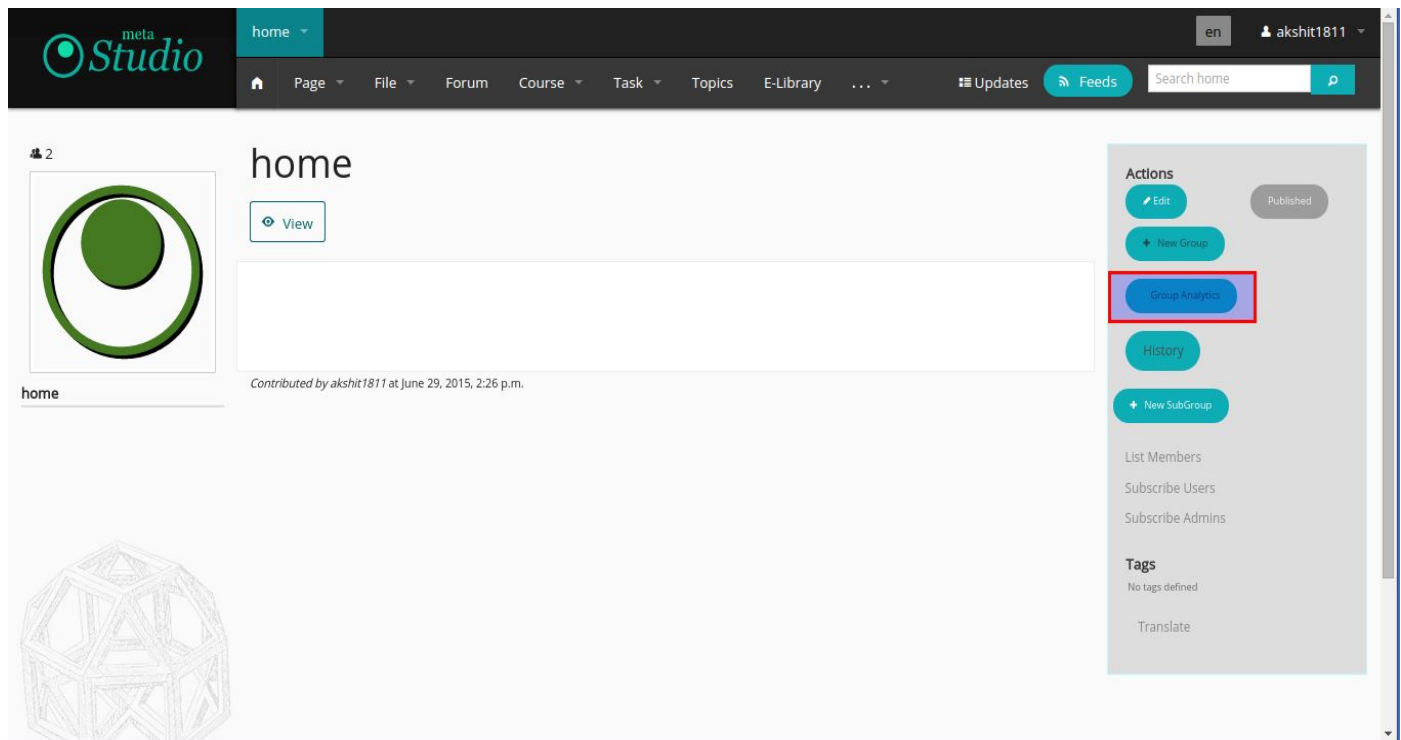 meta
Studio
home
en
akshit1811
Page
File
Forum
Course
Task
Topics
E-Library
...
Updates
Feeds
Search home
2
home
home
View
Contributed by akshit1811 at June 29, 2015, 2:26 p.m.
Actions
Edit
Published
+ New Group
Group Analytics
History
+ New SubGroup
List Members
Subscribe Users
Subscribe Admins
Tags
No tags defined
Translate